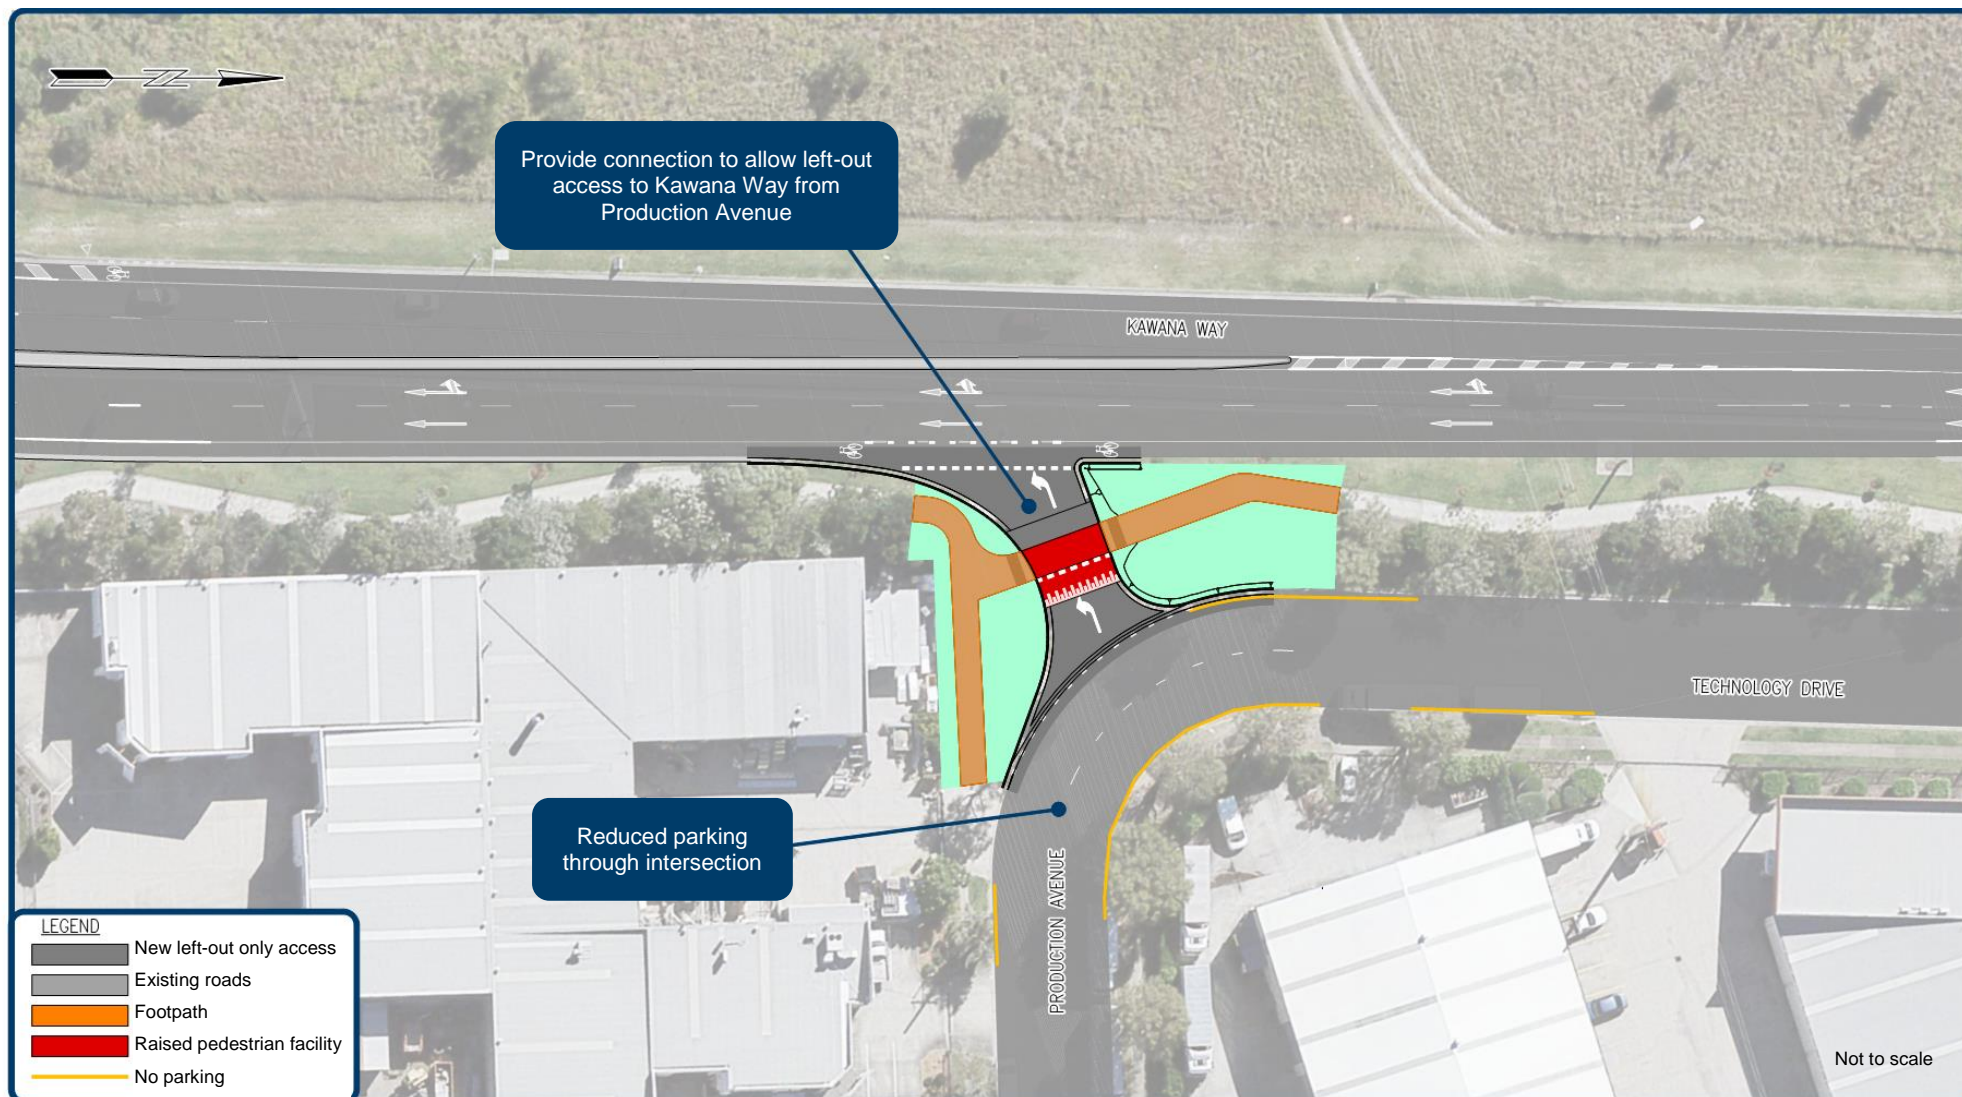 Provide connection to allow left-out
access to Kawana Way from
Production Avenue
KAWANA WAY
TECHNOLOGY DRIVE
Reduced parking
through intersection
PRODUCTION AVENUE
LEGEND
New left-out only access
Existing roads
Footpath
Raised pedestrian facility
No parking
Not to scale